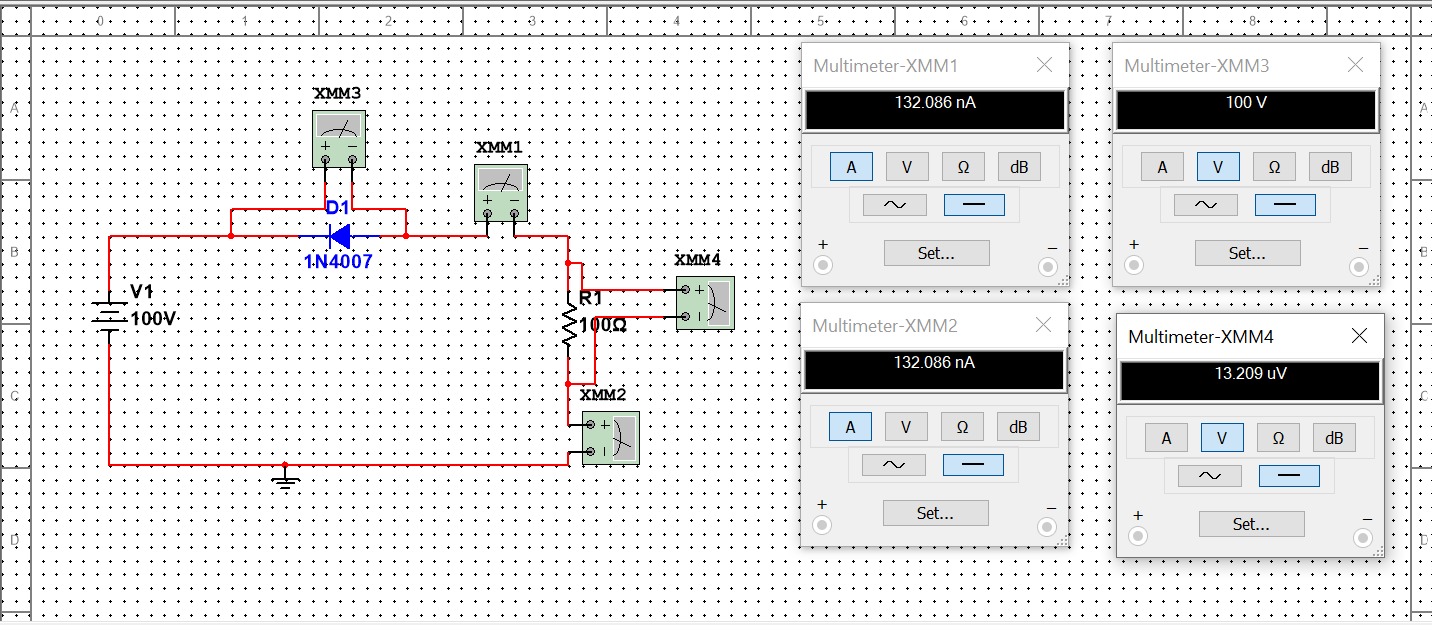 0 1 2 3 4 5 6 7 8
A
B
C
D
XMM3
+ −
XMM1
+ −
D1
1N4007
XMM4
+
−
V1
100V
R1
100Ω
XMM2
+
−
Multimeter-XMM1
132.086 nA
A V Ω dB
Set...
+ −
Multimeter-XMM3
100 V
A V Ω dB
Set...
+ −
Multimeter-XMM2
132.086 nA
A V Ω dB
Set...
+ −
Multimeter-XMM4
13.209 uV
A V Ω dB
Set...
+ −
A
B
C
D